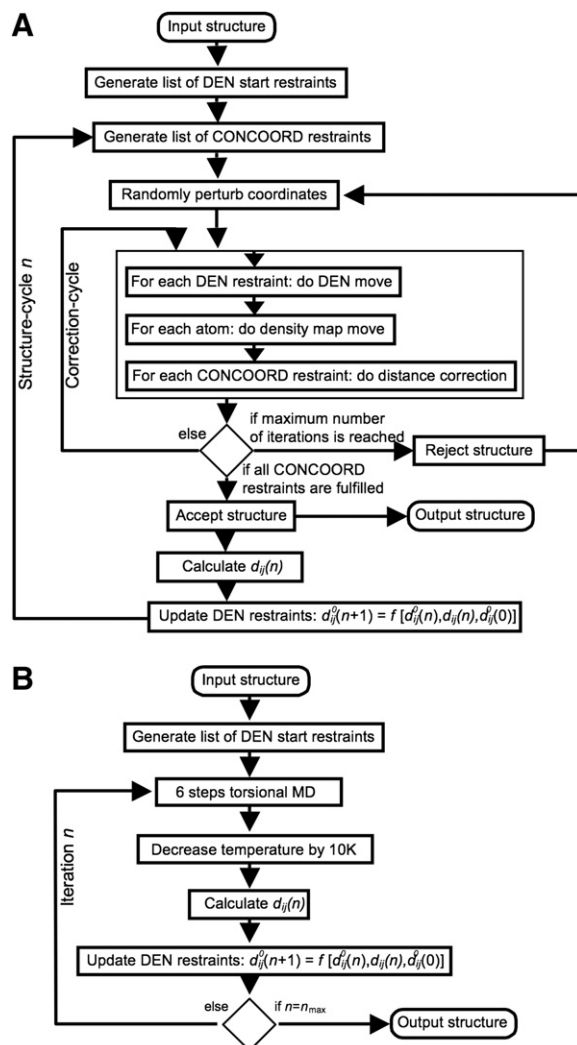 A
Input structure
Generate list of DEN start restraints
Generate list of CONCOORD restraints
Randomly perturb coordinates
Structure-cycle n
Correction-cycle
For each DEN restraint: do DEN move
For each atom: do density map move
For each CONCOORD restraint: do distance correction
else
if maximum number
of iterations is reached
Reject structure
if all CONCOORD
restraints are fulfilled
Accept structure
Output structure
Calculate dij(n)
Update DEN restraints: d⁰ij(n+1) = f [d⁰ij(n),dij(n),d⁰ij(0)]
B
Input structure
Generate list of DEN start restraints
6 steps torsional MD
Iteration n
Decrease temperature by 10K
Calculate dij(n)
Update DEN restraints: d⁰ij(n+1) = f [d⁰ij(n),dij(n),d⁰ij(0)]
else
if n=nmax
Output structure